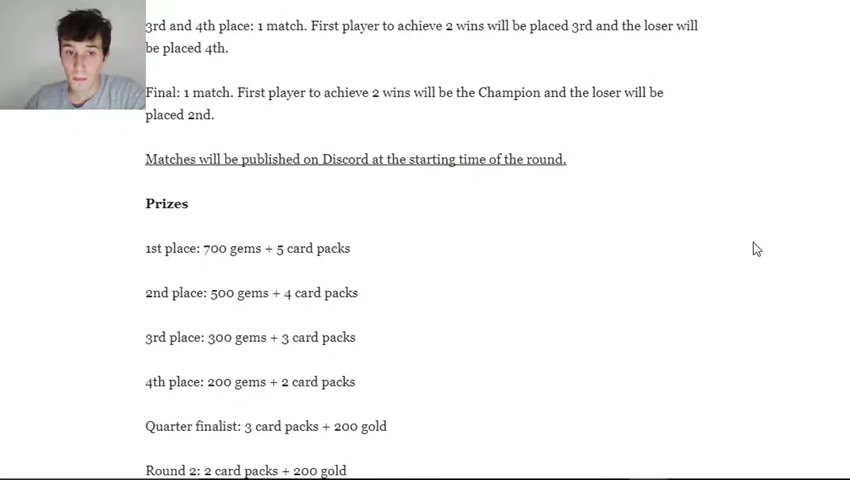 3rd and 4th place: 1 match. First player to achieve 2 wins will be placed 3rd and the loser will
be placed 4th.
Final: 1 match. First player to achieve 2 wins will be the Champion and the loser will be
placed 2nd.
Matches will be published on Discord at the starting time of the round.
Prizes
1st place: 700 gems + 5 card packs
2nd place: 500 gems + 4 card packs
3rd place: 300 gems + 3 card packs
4th place: 200 gems + 2 card packs
Quarter finalist: 3 card packs + 200 gold
Round 2: 2 card packs + 200 gold